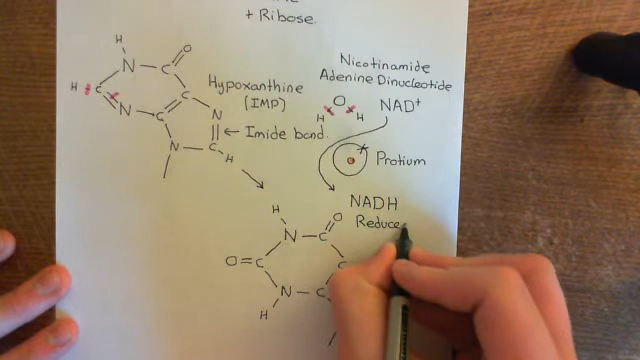 + Ribose
H
N
C
O
H
C
N
C
C
N
N
C
H
Hypoxanthine
(IMP)
← Imide bond
Nicotinamide
Adenine Dinucleotide
O
H H
NAD⁺
Protium
NADH
Reduce
H
N
C
O
O=C
N
C
H